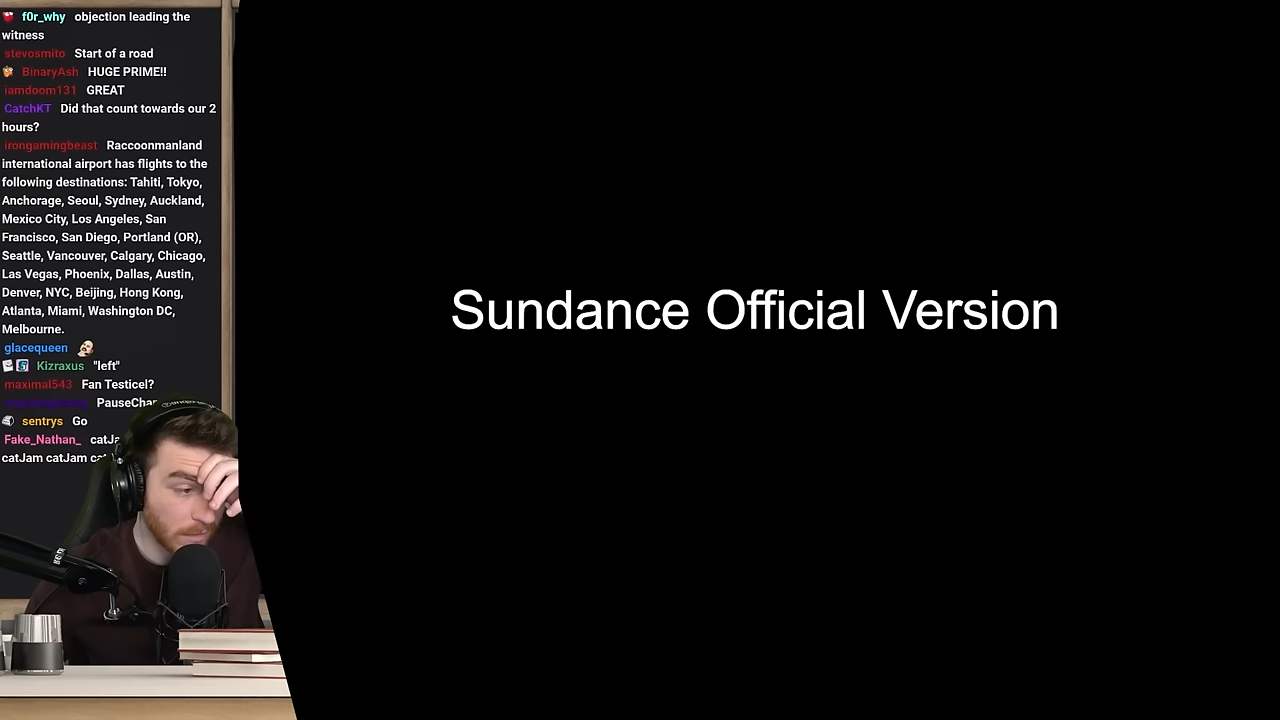 f0r_why objection leading the
witness
stevosmito Start of a road
BinaryAsh HUGE PRIME!!
iamdoom131 GREAT
CatchKT Did that count towards our 2
hours?
irongamingbeast Raccoonmanland
international airport has flights to the
following destinations: Tahiti, Tokyo,
Anchorage, Seoul, Sydney, Auckland,
Mexico City, Los Angeles, San
Francisco, San Diego, Portland (OR),
Seattle, Vancouver, Calgary, Chicago,
Las Vegas, Phoenix, Dallas, Austin,
Denver, NYC, Beijing, Hong Kong,
Atlanta, Miami, Washington DC,
Melbourne.
glacequeen
Kizraxus "left"
maximal543 Fan Testicel?
sentrys Go
Fake_Nathan_
catJam catJam
Sundance Official Version